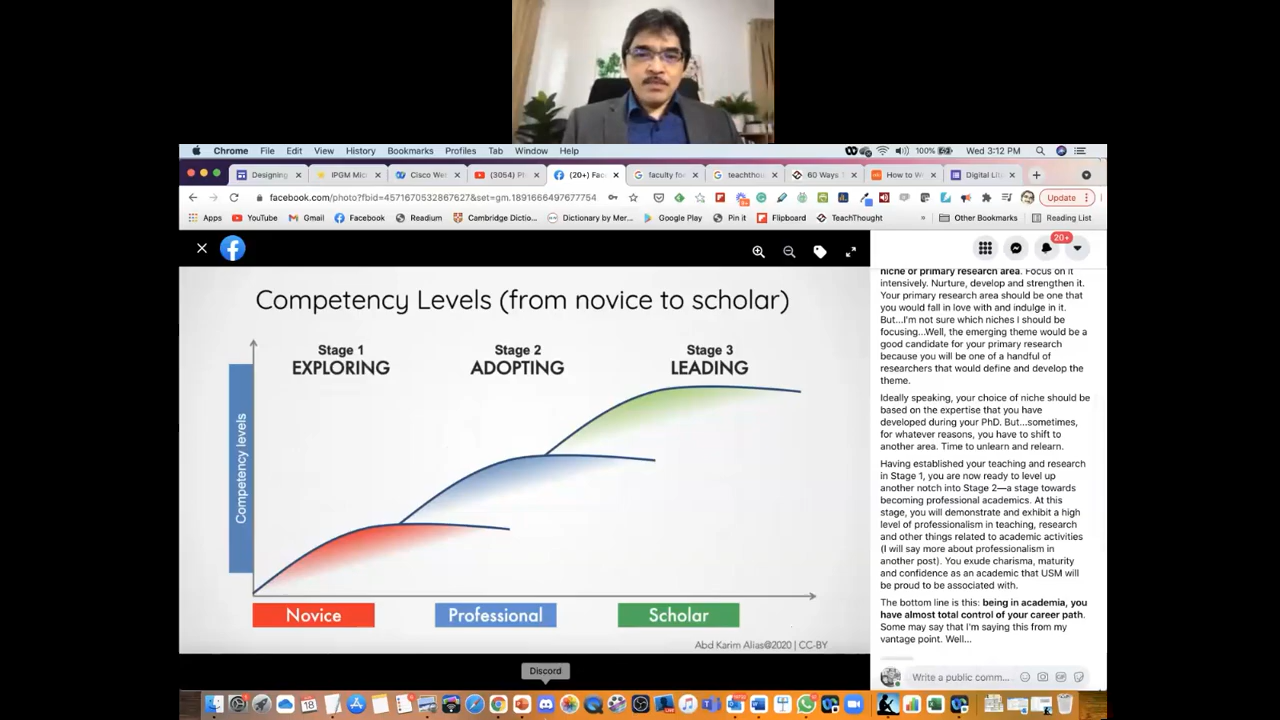 Chrome File Edit View History Bookmarks Profiles Tab Window Help 100% Wed 3:12 PM
Designing IPGM Mic Cisco We (3054) Pl (20+) Fac faculty fo teachthou 60 Ways How to W Digital Lit
facebook.com/photo?fbid=4571670532867627&set=gm.1891666497677754 Update
Apps YouTube Gmail Facebook Readium Cambridge Dictio... Dictionary by Mer... Google Play Pin it Flipboard TeachThought » Other Bookmarks Reading List
20+
Competency Levels (from novice to scholar)
Stage 1
EXPLORING
Stage 2
ADOPTING
Stage 3
LEADING
Competency levels
Novice
Professional
Scholar
Abd Karim Alias@2020 | CC-BY
niche or primary research area. Focus on it
intensively. Nurture, develop and strengthen it.
Your primary research area should be one that
you would fall in love with and indulge in it.
But...I'm not sure which niches I should be
focusing...Well, the emerging theme would be a
good candidate for your primary research
because you will be one of a handful of
researchers that would define and develop the
theme.
Ideally speaking, your choice of niche should be
based on the expertise that you have
developed during your PhD. But...sometimes,
for whatever reasons, you have to shift to
another area. Time to unlearn and relearn.
Having established your teaching and research
in Stage 1, you are now ready to level up
another notch into Stage 2—a stage towards
becoming professional academics. At this
stage, you will demonstrate and exhibit a high
level of professionalism in teaching, research
and other things related to academic activities
(I will say more about professionalism in
another post). You exude charisma, maturity
and confidence as an academic that USM will
be proud to be associated with.
The bottom line is this: being in academia, you
have almost total control of your career path.
Some may say that I'm saying this from my
vantage point. Well...
Write a public comm...
Discord
18